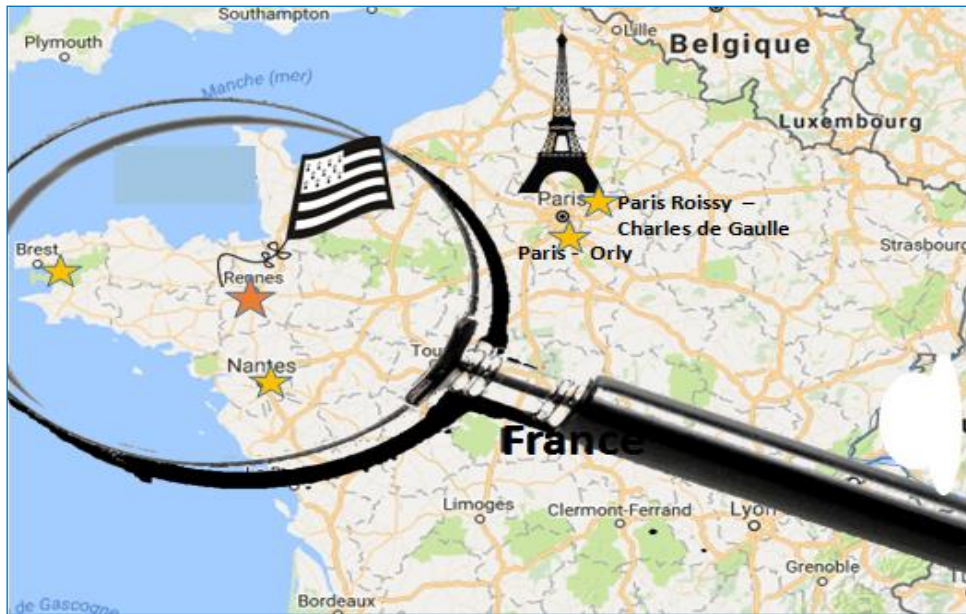 Southampton
Plymouth
Lille
Belgique
Manche (mer)
Luxembourg
Paris
Paris Roissy –
Charles de Gaulle
Strasbourg
Paris - Orly
Brest
Rennes
Nantes
France
Limoges
Clermont-Ferrand
Lyon
Grenoble
Bordeaux
de Gascogne